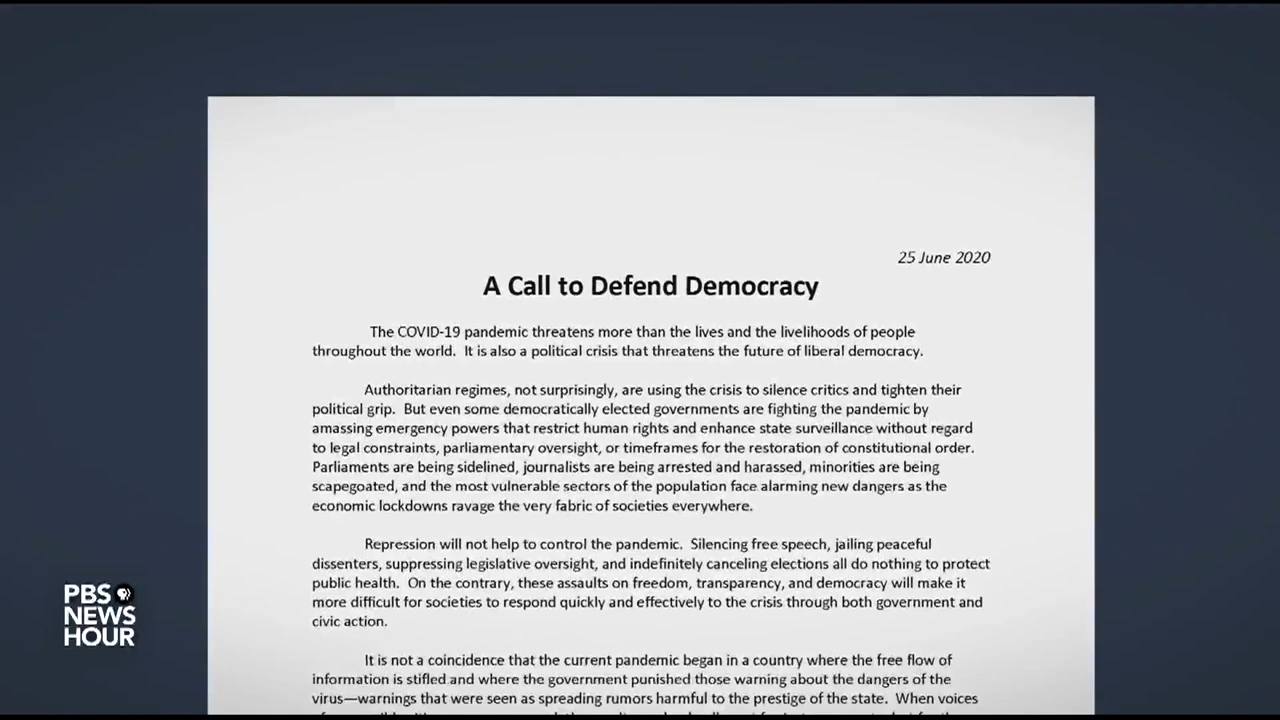 25 June 2020
A Call to Defend Democracy
The COVID-19 pandemic threatens more than the lives and the livelihoods of people
throughout the world. It is also a political crisis that threatens the future of liberal democracy.
Authoritarian regimes, not surprisingly, are using the crisis to silence critics and tighten their
political grip. But even some democratically elected governments are fighting the pandemic by
amassing emergency powers that restrict human rights and enhance state surveillance without regard
to legal constraints, parliamentary oversight, or timeframes for the restoration of constitutional order.
Parliaments are being sidelined, journalists are being arrested and harassed, minorities are being
scapegoated, and the most vulnerable sectors of the population face alarming new dangers as the
economic lockdowns ravage the very fabric of societies everywhere.
Repression will not help to control the pandemic. Silencing free speech, jailing peaceful
dissenters, suppressing legislative oversight, and indefinitely canceling elections all do nothing to protect
public health. On the contrary, these assaults on freedom, transparency, and democracy will make it
more difficult for societies to respond quickly and effectively to the crisis through both government and
civic action.
It is not a coincidence that the current pandemic began in a country where the free flow of
information is stifled and where the government punished those warning about the dangers of the
virus—warnings that were seen as spreading rumors harmful to the prestige of the state. When voices
PBS
NEWS
HOUR